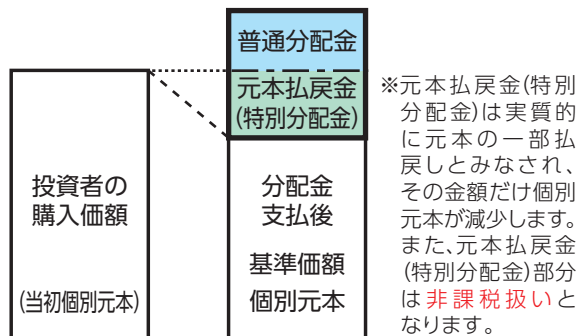 普通分配金
元本払戻金
(特別分配金)
投資者の
購入価額
(当初個別元本)
分配金
支払後
基準価額
個別元本
※元本払戻金(特別
分配金)は実質的
に元本の一部払
戻しとみなされ、
その金額だけ個別
元本が減少します。
また、元本払戻金
(特別分配金)部分
は非課税扱いと
なります。